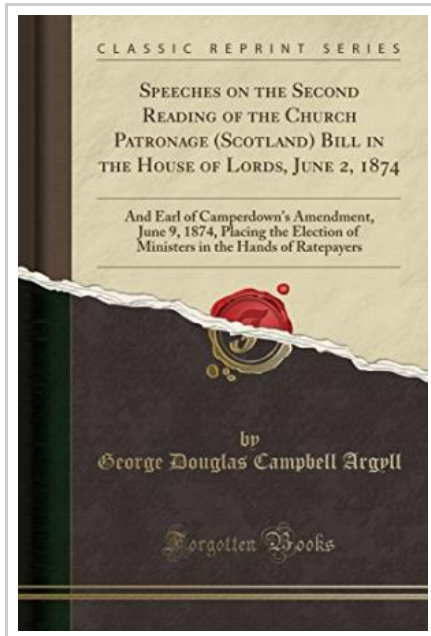 CLASSIC REPRINT SERIES
SPEECHES ON THE SECOND
READING OF THE CHURCH
PATRONAGE (SCOTLAND) BILL IN
THE HOUSE OF LORDS, JUNE 2, 1874
And Earl of Camperdown's Amendment,
June 9, 1874, Placing the Election of
Ministers in the Hands of Ratepayers
by
George Douglas Campbell Argyll
Forgotten Books